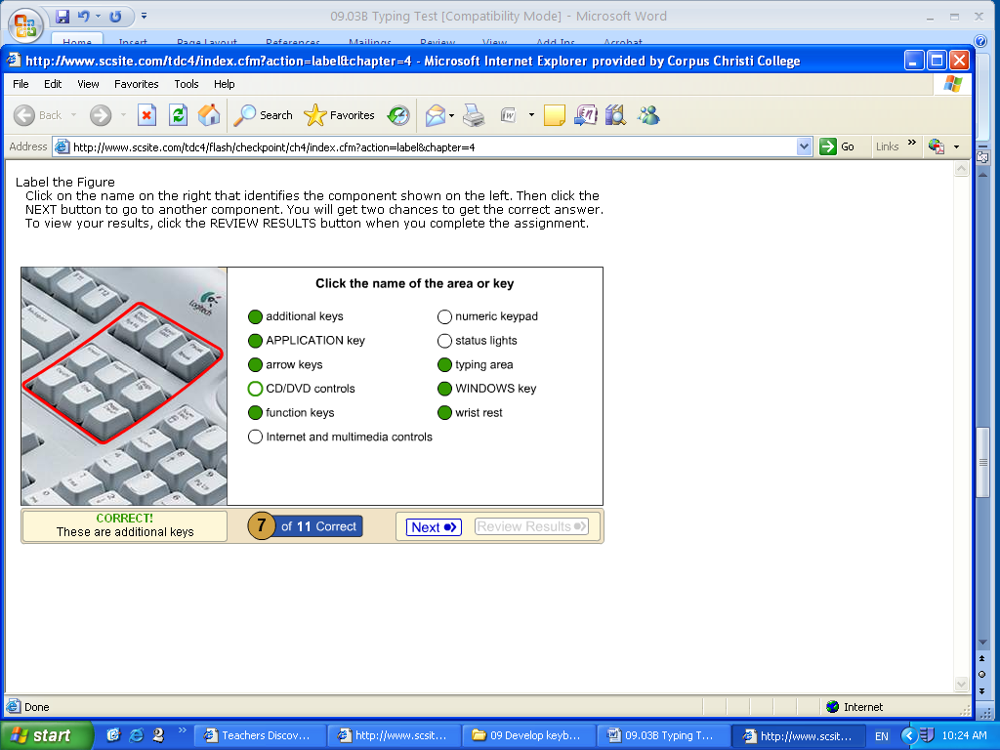 09.03B Typing Test [Compatibility Mode] - Microsoft Word
Home Insert Page Layout References Mailings Review View Add-Ins Acrobat
http://www.scsite.com/tdc4/index.cfm?action=label&chapter=4 - Microsoft Internet Explorer provided by Corpus Christi College
File Edit View Favorites Tools Help
Back Search Favorites
Address http://www.scsite.com/tdc4/flash/checkpoint/ch4/index.cfm?action=label&chapter=4 Go Links »
Label the Figure
Click on the name on the right that identifies the component shown on the left. Then click the
NEXT button to go to another component. You will get two chances to get the correct answer.
To view your results, click the REVIEW RESULTS button when you complete the assignment.
Logitech
Click the name of the area or key
additional keys numeric keypad
APPLICATION key status lights
arrow keys typing area
CD/DVD controls WINDOWS key
function keys wrist rest
Internet and multimedia controls
CORRECT!
These are additional keys
7 of 11 Correct
Next Review Results
Done Internet
start » Teachers Discov... http://www.scsit... 09 Develop keyb... 09.03B Typing T... http://www.scsit... EN 10:24 AM